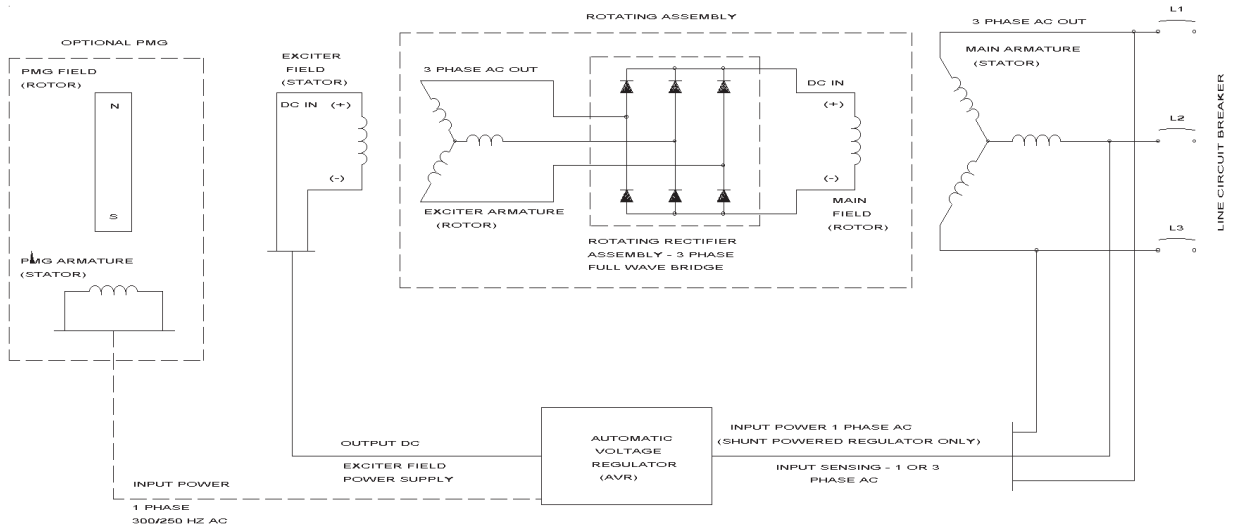 OPTIONAL PMG
PMG FIELD
(ROTOR)
N
S
PMG ARMATURE
(STATOR)
EXCITER
FIELD
(STATOR)
DC IN (+)
(-)
ROTATING ASSEMBLY
3 PHASE AC OUT
EXCITER ARMATURE
(ROTOR)
ROTATING RECTIFIER
ASSEMBLY - 3 PHASE
FULL WAVE BRIDGE
DC IN
(+)
(-)
MAIN
FIELD
(ROTOR)
3 PHASE AC OUT
MAIN ARMATURE
(STATOR)
L1
L2
L3
LINE CIRCUIT BREAKER
OUTPUT DC
EXCITER FIELD
POWER SUPPLY
AUTOMATIC
VOLTAGE
REGULATOR
(AVR)
INPUT POWER 1 PHASE AC
(SHUNT POWERED REGULATOR ONLY)
INPUT SENSING - 1 OR 3
PHASE AC
INPUT POWER
1 PHASE
300/250 HZ AC